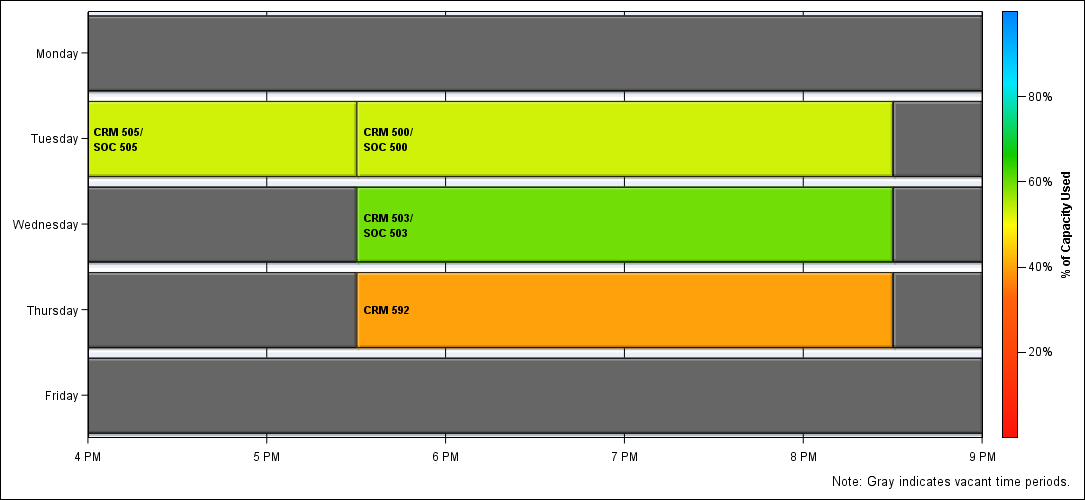 Monday
Tuesday
CRM 505/
SOC 505
CRM 500/
SOC 500
Wednesday
CRM 503/
SOC 503
Thursday
CRM 592
Friday
4 PM 5 PM 6 PM 7 PM 8 PM 9 PM
80%
60%
40%
20%
% of Capacity Used
Note: Gray indicates vacant time periods.